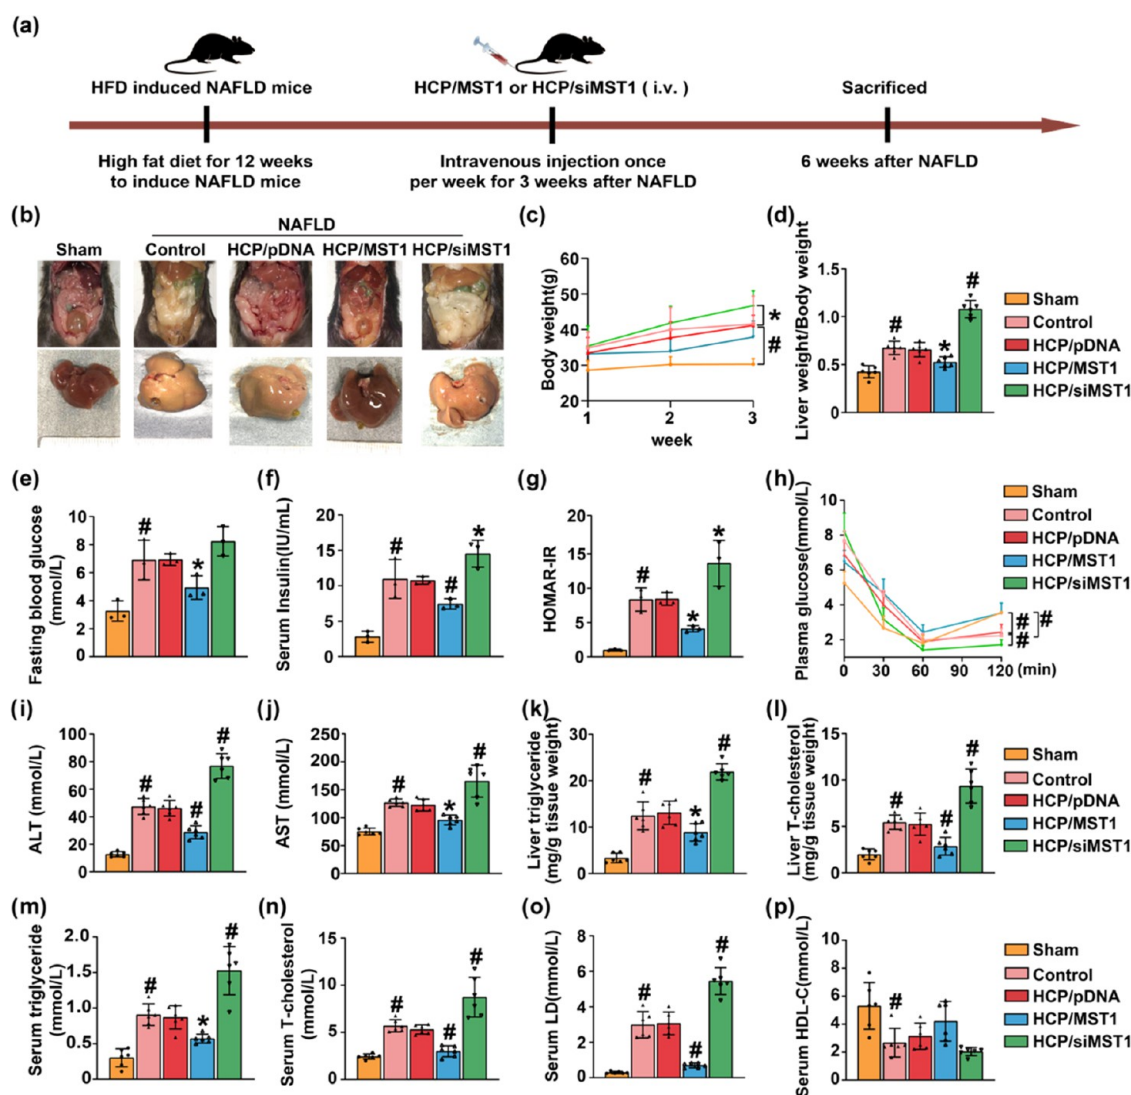 (a)
HFD induced NAFLD mice
HCP/MST1 or HCP/siMST1 ( i.v. )
Sacrificed
High fat diet for 12 weeks
to induce NAFLD mice
Intravenous injection once
per week for 3 weeks after NAFLD
6 weeks after NAFLD
(b)
NAFLD
Sham
Control
HCP/pDNA
HCP/MST1
HCP/siMST1
(c)
Body weight(g)
60
50
40
30
20
1
2
3
week
*
#
(d)
Liver weight/Body weight
1.5
1.0
0.5
0.0
#
*
#
Sham
Control
HCP/pDNA
HCP/MST1
HCP/siMST1
(e)
Fasting blood glucose
(mmol/L)
10
8
6
4
2
0
#
*
(f)
Serum Insulin(IU/mL)
20
15
10
5
0
#
#
*
(g)
HOMAR-IR
20
15
10
5
0
#
*
*
(h)
Plasma glucose(mmol/L)
10
8
6
4
2
0
30
60
120
(min)
#
#
#
Sham
Control
HCP/pDNA
HCP/MST1
HCP/siMST1
(i)
ALT (mmol/L)
100
80
60
40
20
0
#
#
#
(j)
AST (mmol/L)
250
200
150
100
50
0
#
*
#
(k)
Liver triglyceride
(mg/g tissue weight)
30
20
10
0
#
*
#
(l)
Liver T-cholesterol
(mg/g tissue weight)
15
10
5
0
#
#
#
Sham
Control
HCP/pDNA
HCP/MST1
HCP/siMST1
(m)
Serum triglyceride
(mmol/L)
2.0
1.5
1.0
0.5
0
#
*
#
(n)
Serum T-cholesterol
(mmol/L)
15
10
5
0
#
#
#
(o)
Serum LD(mmol/L)
8
6
4
2
0
#
#
#
(p)
Serum HDL-C(mmol/L)
10
8
6
4
2
0
#
Sham
Control
HCP/pDNA
HCP/MST1
HCP/siMST1